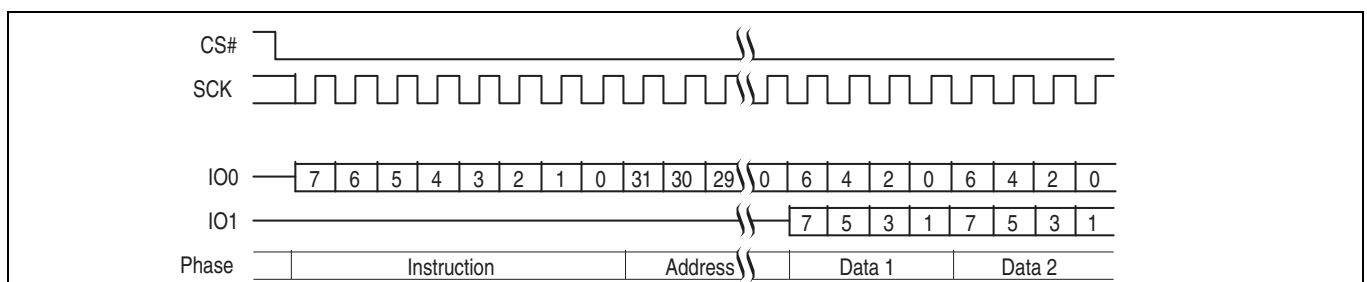 CS#
SCK
IO0 7 6 5 4 3 2 1 0 31 30 29 0 6 4 2 0 6 4 2 0
IO1 7 5 3 1 7 5 3 1
Phase Instruction Address Data 1 Data 2